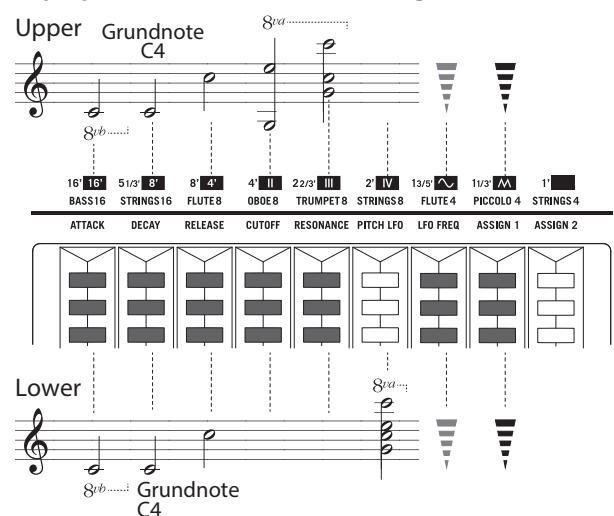 8va
Upper Grundnote
C4
8vb
16' 16' 5 1/3' 8' 8' 4' 4' II 2 2/3' III 2' IV 1 3/5' 1 1/3' 1'
BASS16 STRINGS16 FLUTE8 OBOE8 TRUMPET8 STRINGS8 FLUTE4 PICCOLO 4 STRINGS4
ATTACK DECAY RELEASE CUTOFF RESONANCE PITCH LFO LFO FREQ ASSIGN 1 ASSIGN 2
Lower
8va
8vb Grundnote
C4